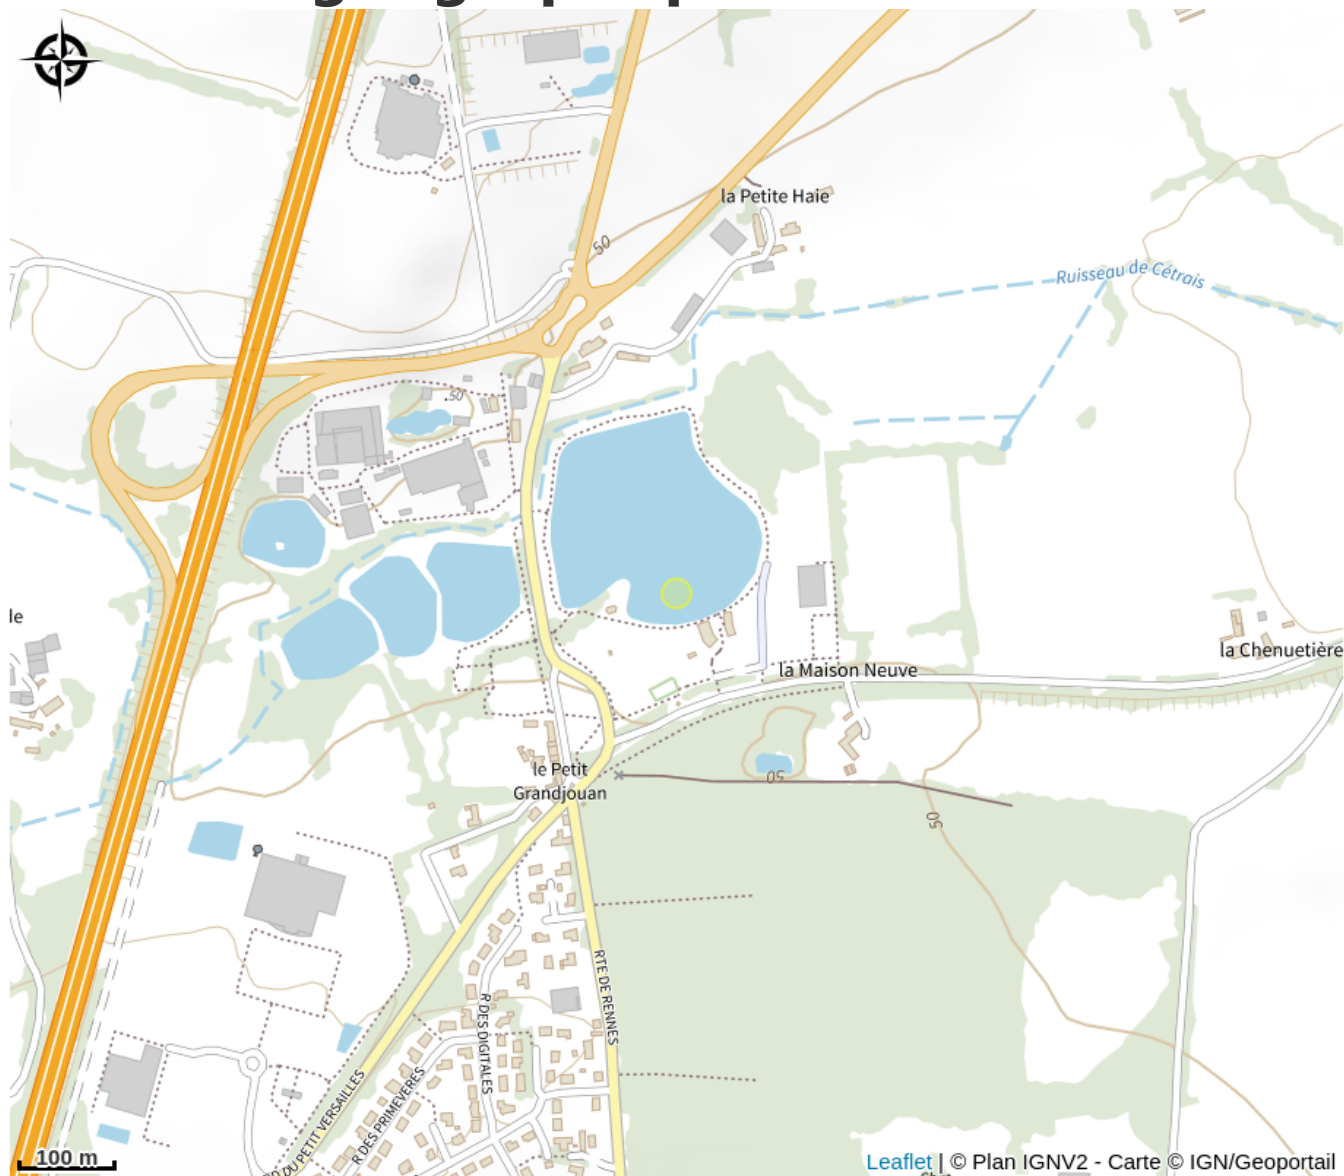 la Petite Haie
50
Ruisseau de Cétrais
.50
le
la Chenuetière
la Maison Neuve
le Petit
Grandjouan
50
50
RTE DE RENNES
R DES DIGITALES
R DES PRIMEVERES
DU PETIT VERSAILLES
100 m
Leaflet | © Plan IGNV2 - Carte © IGN/Geoportail